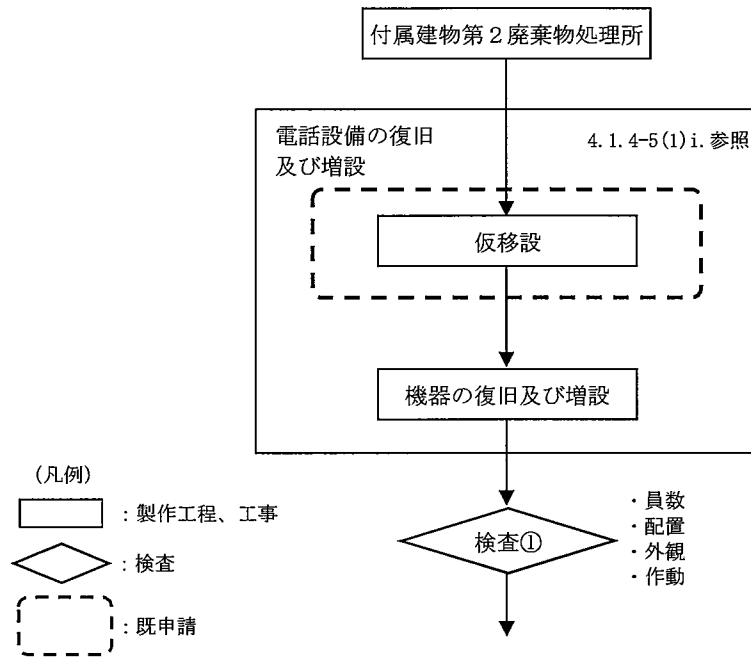 付属建物第２廃棄物処理所
電話設備の復旧
及び増設
4.1.4-5(1)i.参照
仮移設
機器の復旧及び増設
検査①
・員数
・配置
・外観
・作動
(凡例)
：製作工程、工事
：検査
：既申請